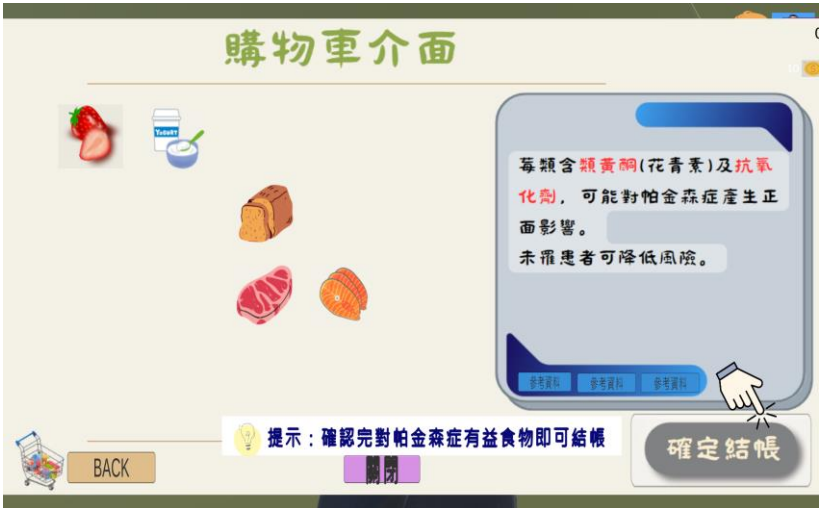 購物車介面
YoGURT
莓類含類黃酮(花青素)及抗氧
化劑，可能對帕金森症產生正
面影響。
未罹患者可降低風險。
參考資料 參考資料 參考資料
提示：確認完對帕金森症有益食物即可結帳
確定結帳
BACK
關閉